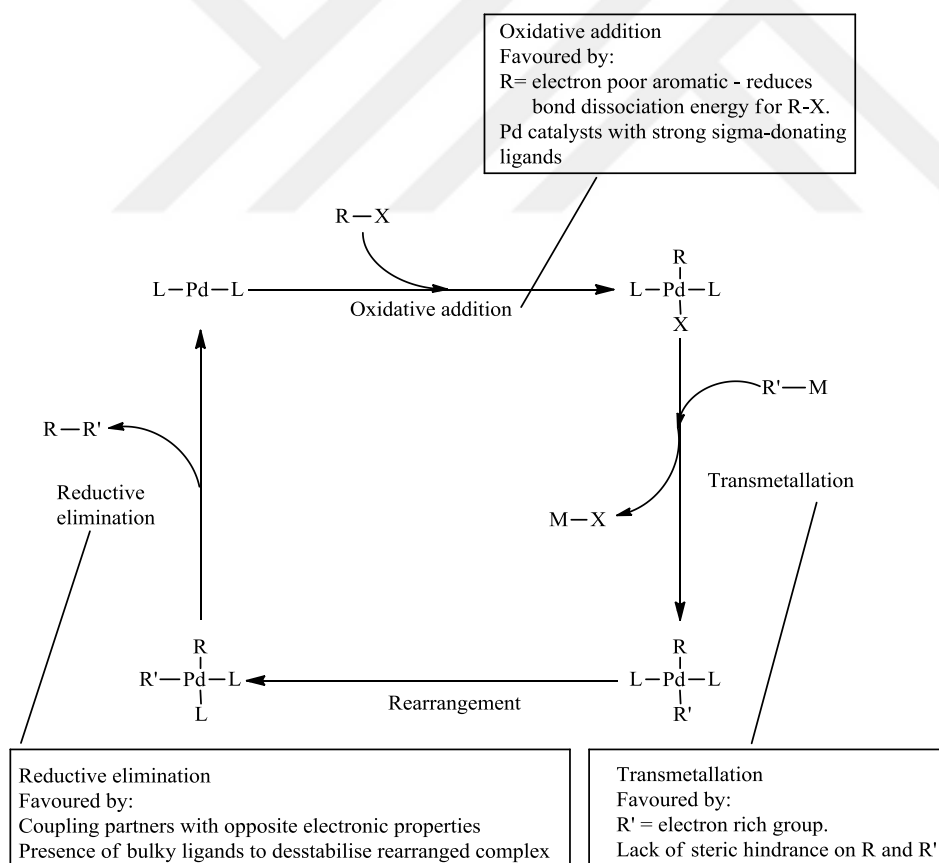 Oxidative addition
Favoured by:
R= electron poor aromatic - reduces
bond dissociation energy for R-X.
Pd catalysts with strong sigma-donating
ligands
R—X
L—Pd—L
Oxidative addition
R
L—Pd—L
X
R'—M
R—R'
Reductive
elimination
Transmetallation
M—X
R
R'—Pd—L
L
Rearrangement
R
L—Pd—L
R'
Reductive elimination
Favoured by:
Coupling partners with opposite electronic properties
Presence of bulky ligands to desstabilise rearranged complex
Transmetallation
Favoured by:
R' = electron rich group.
Lack of steric hindrance on R and R'